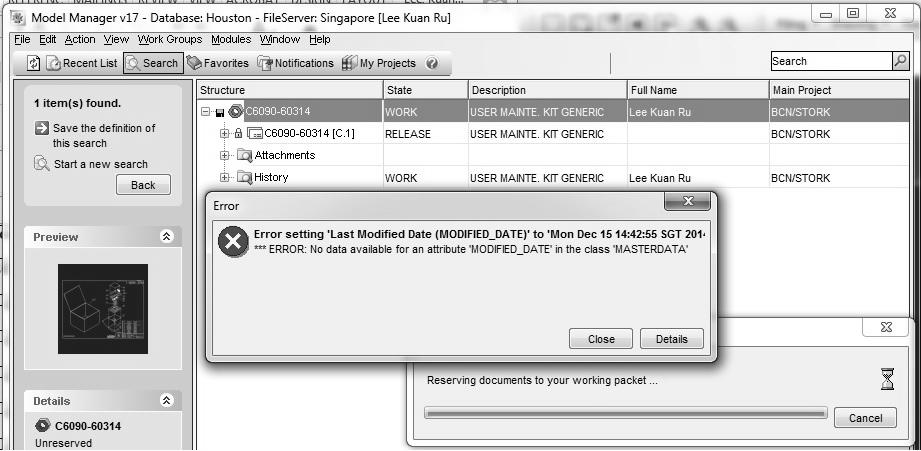 Model Manager v17 - Database: Houston - FileServer: Singapore [Lee Kuan Ru]
File Edit Action View Work Groups Modules Window Help
Recent List Search Favorites Notifications My Projects Search
1 item(s) found.
Save the definition of
this search
Start a new search
Back
Structure State Description Full Name Main Project
C6090-60314 WORK USER MAINTE. KIT GENERIC Lee Kuan Ru BCN/STORK
C6090-60314 [C.1] RELEASE USER MAINTE. KIT GENERIC BCN/STORK
Attachments
History WORK USER MAINTE. KIT GENERIC Lee Kuan Ru BCN/STORK
Preview
Error
Error setting 'Last Modified Date (MODIFIED_DATE)' to 'Mon Dec 15 14:42:55 SGT 2014
*** ERROR: No data available for an attribute 'MODIFIED_DATE' in the class 'MASTERDATA'
Close Details
Reserving documents to your working packet ...
Cancel
Details
C6090-60314
Unreserved